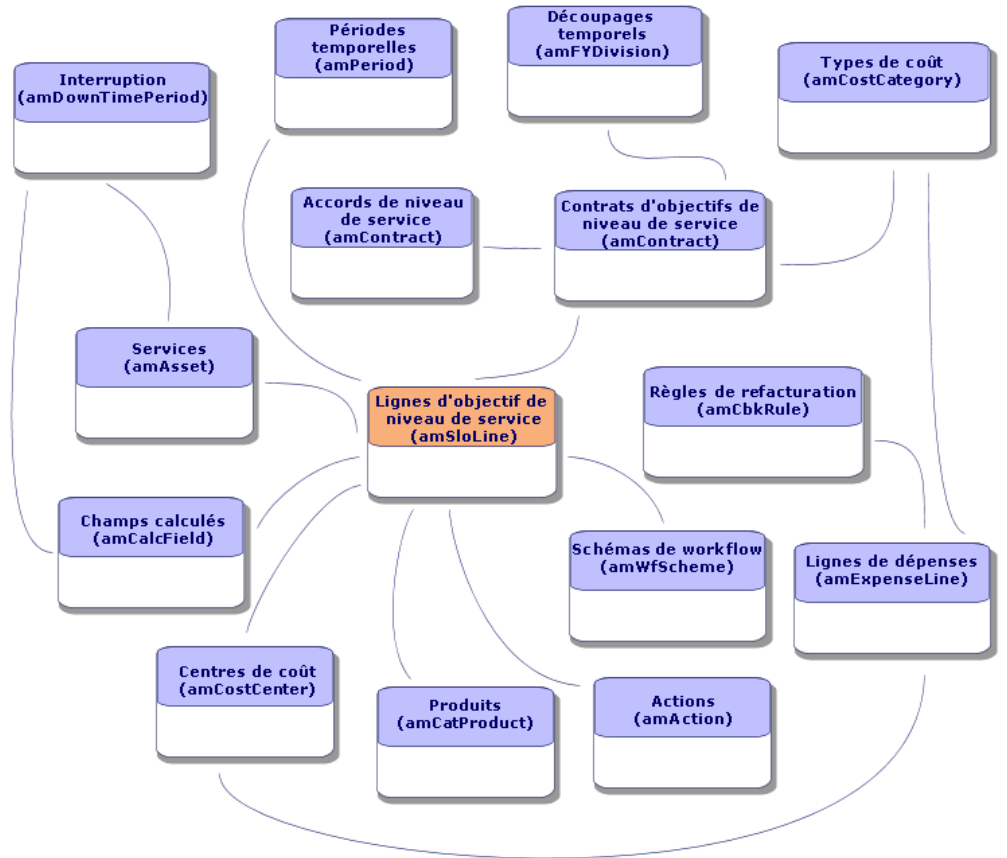 Découpages
temporels
(amFYDivision)
Périodes
temporelles
(amPeriod)
Types de coût
(amCostCategory)
Interruption
(amDownTimePeriod)
Accords de niveau
de service
(amContract)
Contrats d'objectifs de
niveau de service
(amContract)
Services
(amAsset)
Lignes d'objectif de
niveau de service
(amSloLine)
Règles de refacturation
(amCbkRule)
Champs calculés
(amCalcField)
Schémas de workflow
(amWfScheme)
Lignes de dépenses
(amExpenseLine)
Centres de coût
(amCostCenter)
Produits
(amCatProduct)
Actions
(amAction)